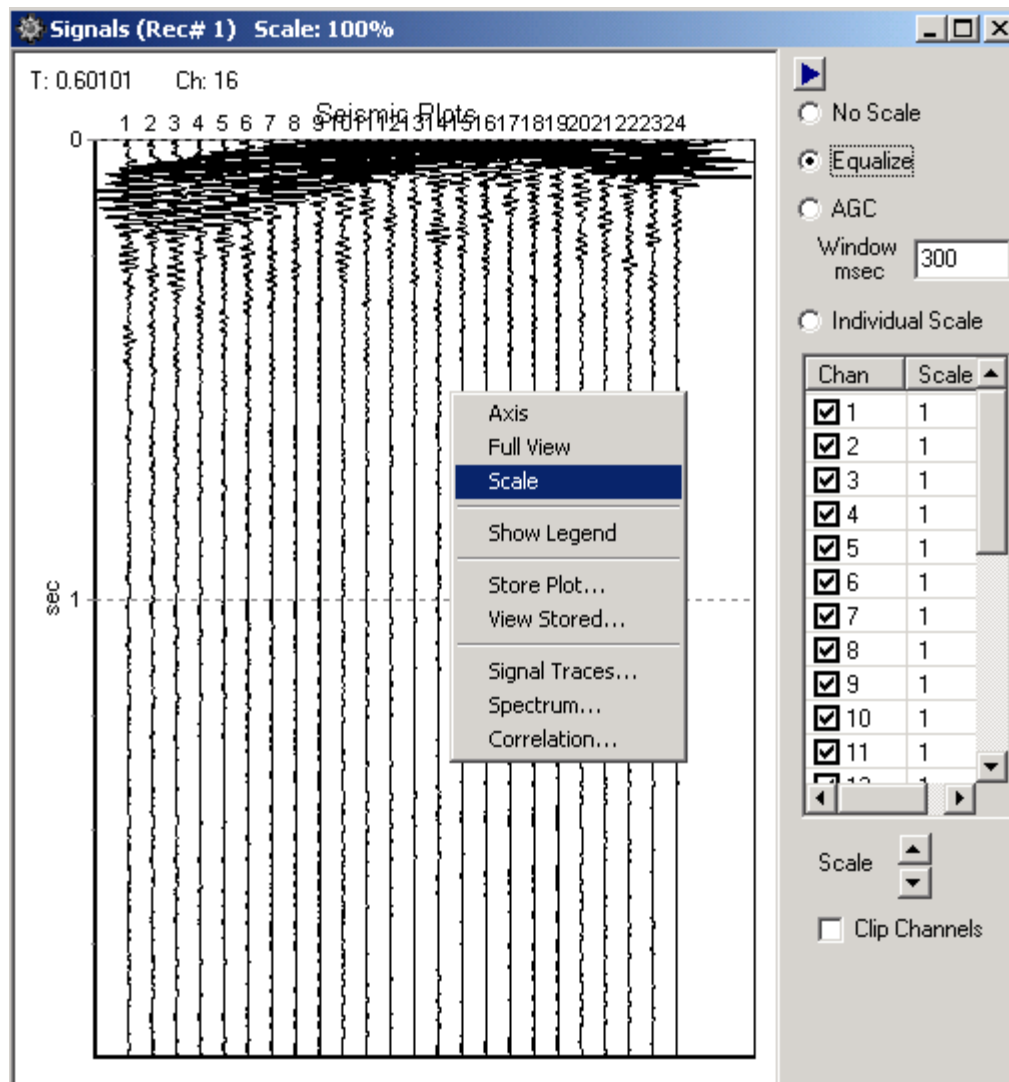 Signals (Rec# 1) Scale: 100%
T: 0.60101 Ch: 16
Seismic Plots
1 2 3 4 5 6 7 8 9 10 11 12 13 14 15 16 17 18 19 20 21 22 23 24
0
sec 1
Axis
Full View
Scale
Show Legend
Store Plot...
View Stored...
Signal Traces...
Spectrum...
Correlation...
No Scale
Equalize
AGC
Window
msec 300
Individual Scale
Chan Scale
1 1
2 1
3 1
4 1
5 1
6 1
7 1
8 1
9 1
10 1
11 1
12 1
Scale
Clip Channels